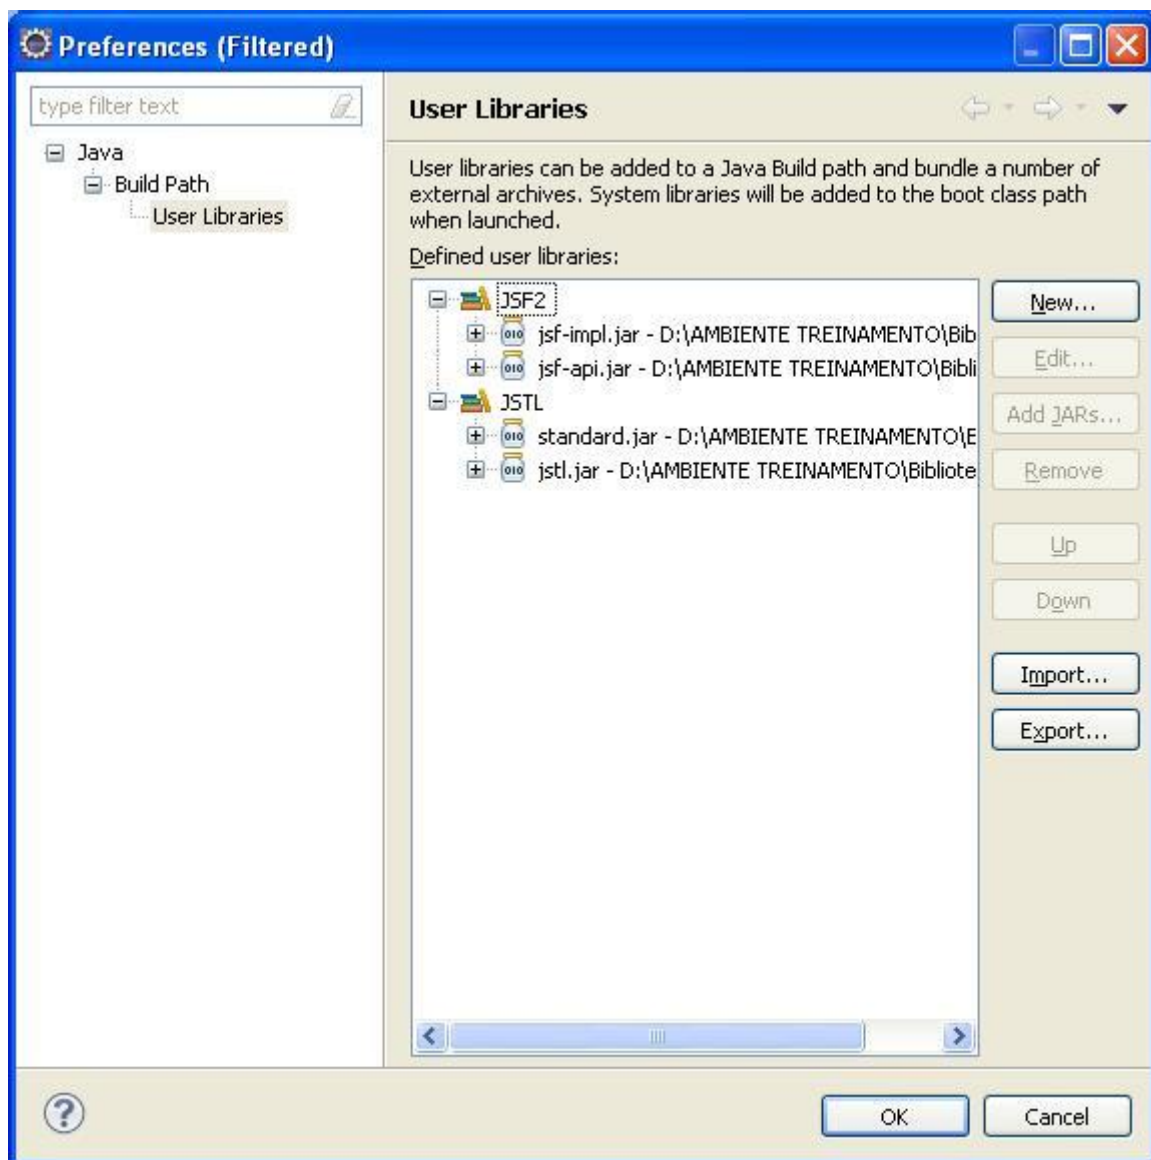 Preferences (Filtered)
type filter text
Java
Build Path
User Libraries
User Libraries
User libraries can be added to a Java Build path and bundle a number of
external archives. System libraries will be added to the boot class path
when launched.
Defined user libraries:
JSF2
jsf-impl.jar - D:\AMBIENTE TREINAMENTO\Bib
jsf-api.jar - D:\AMBIENTE TREINAMENTO\Bibli
JSTL
standard.jar - D:\AMBIENTE TREINAMENTO\E
jstl.jar - D:\AMBIENTE TREINAMENTO\Bibliote
New...
Edit...
Add JARs...
Remove
Up
Down
Import...
Export...
OK
Cancel